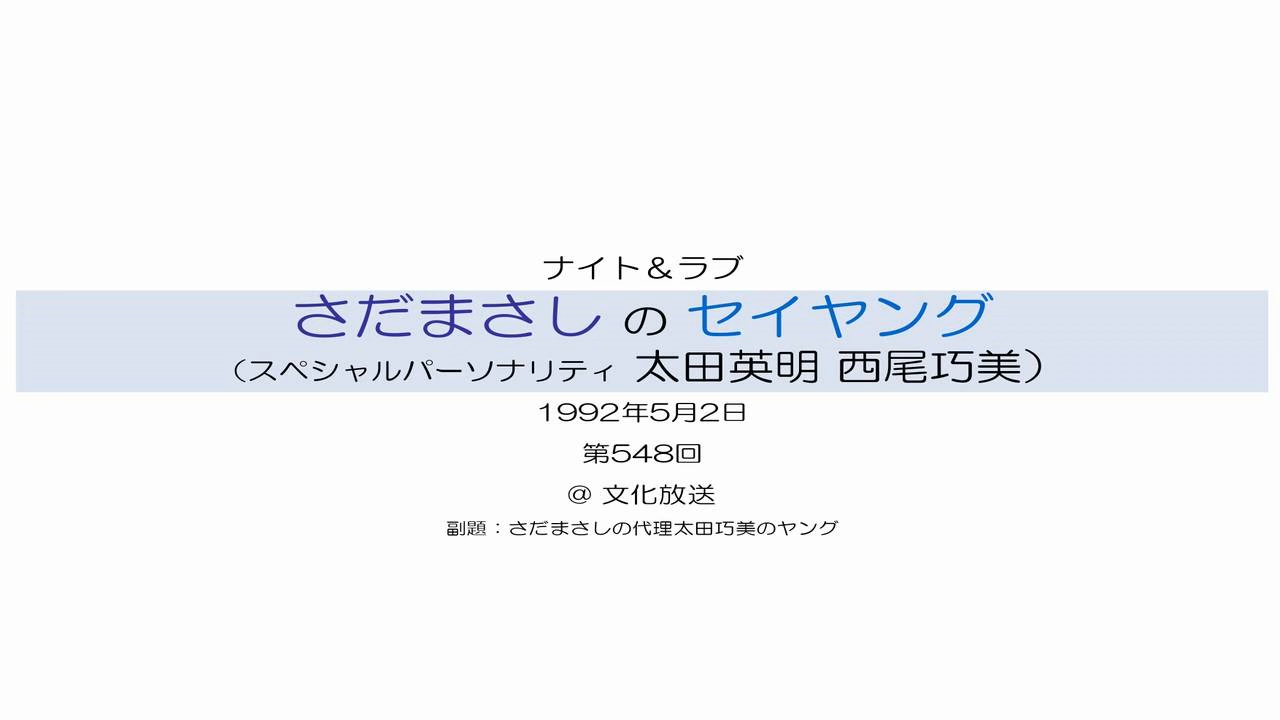 ナイト＆ラブ
さだまさし の セイヤング
（スペシャルパーソナリティ 太田英明 西尾巧美）
1992年5月2日
第548回
@ 文化放送
副題：さだまさしの代理太田巧美のヤング